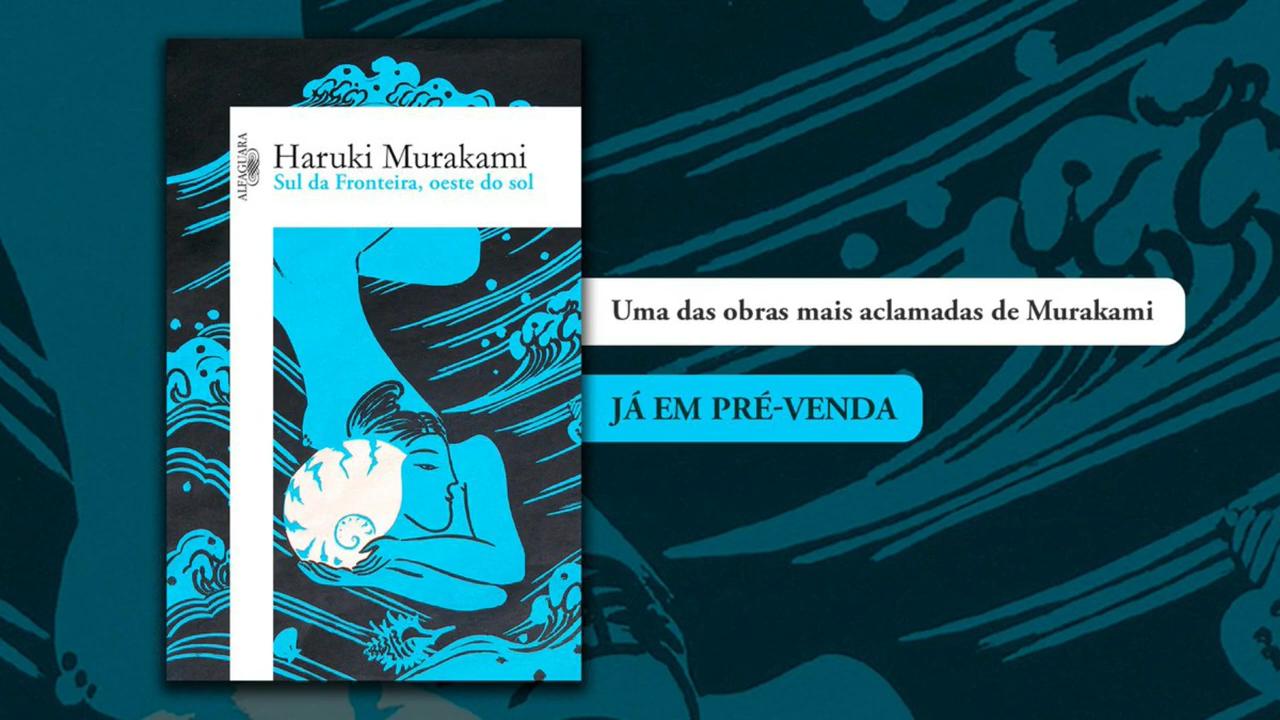 ALFAGUARA
Haruki Murakami
Sul da Fronteira, oeste do sol
Uma das obras mais aclamadas de Murakami
JÁ EM PRÉ-VENDA